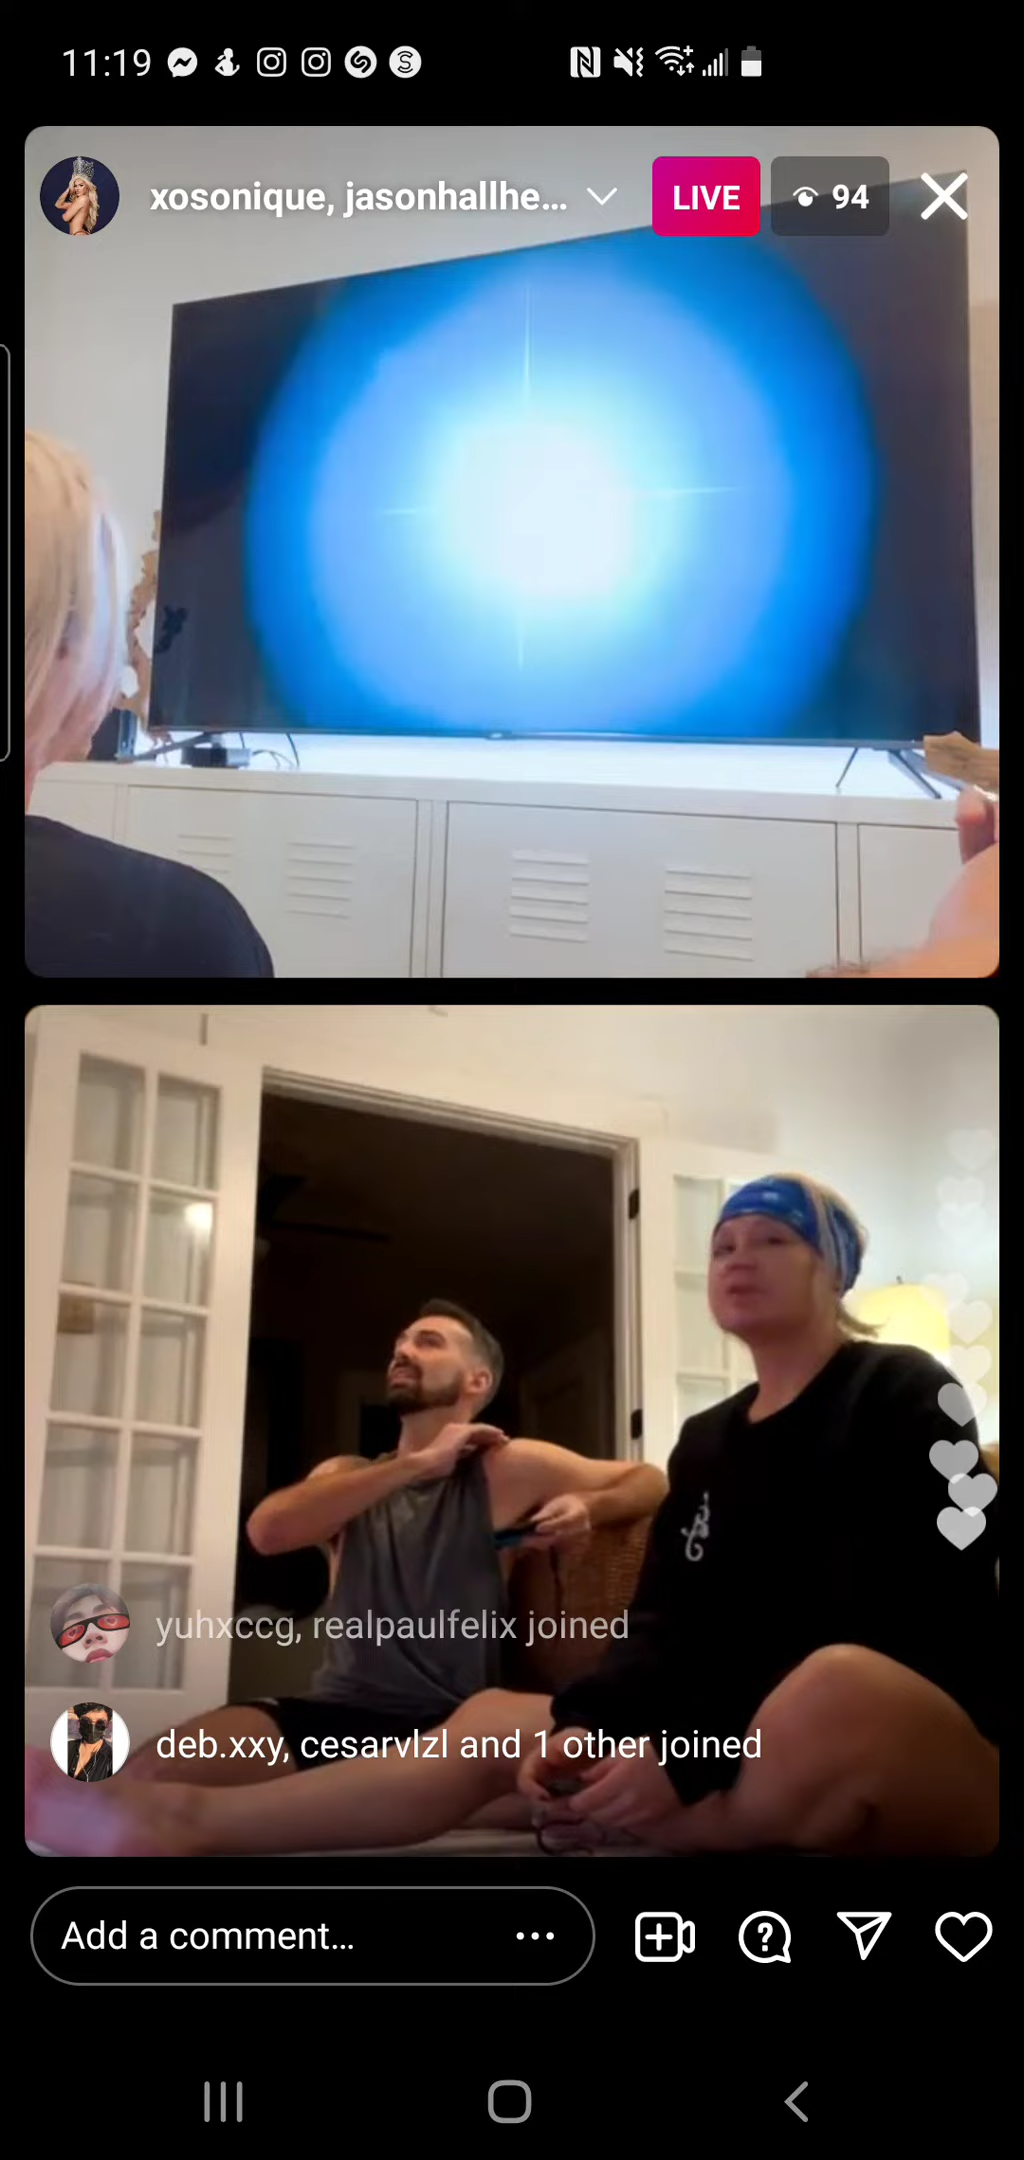 11:19
xosonique, jasonhallhe...
LIVE
94
yuhxccg, realpaulfelix joined
deb.xxy, cesarvlzl and 1 other joined
Add a comment...